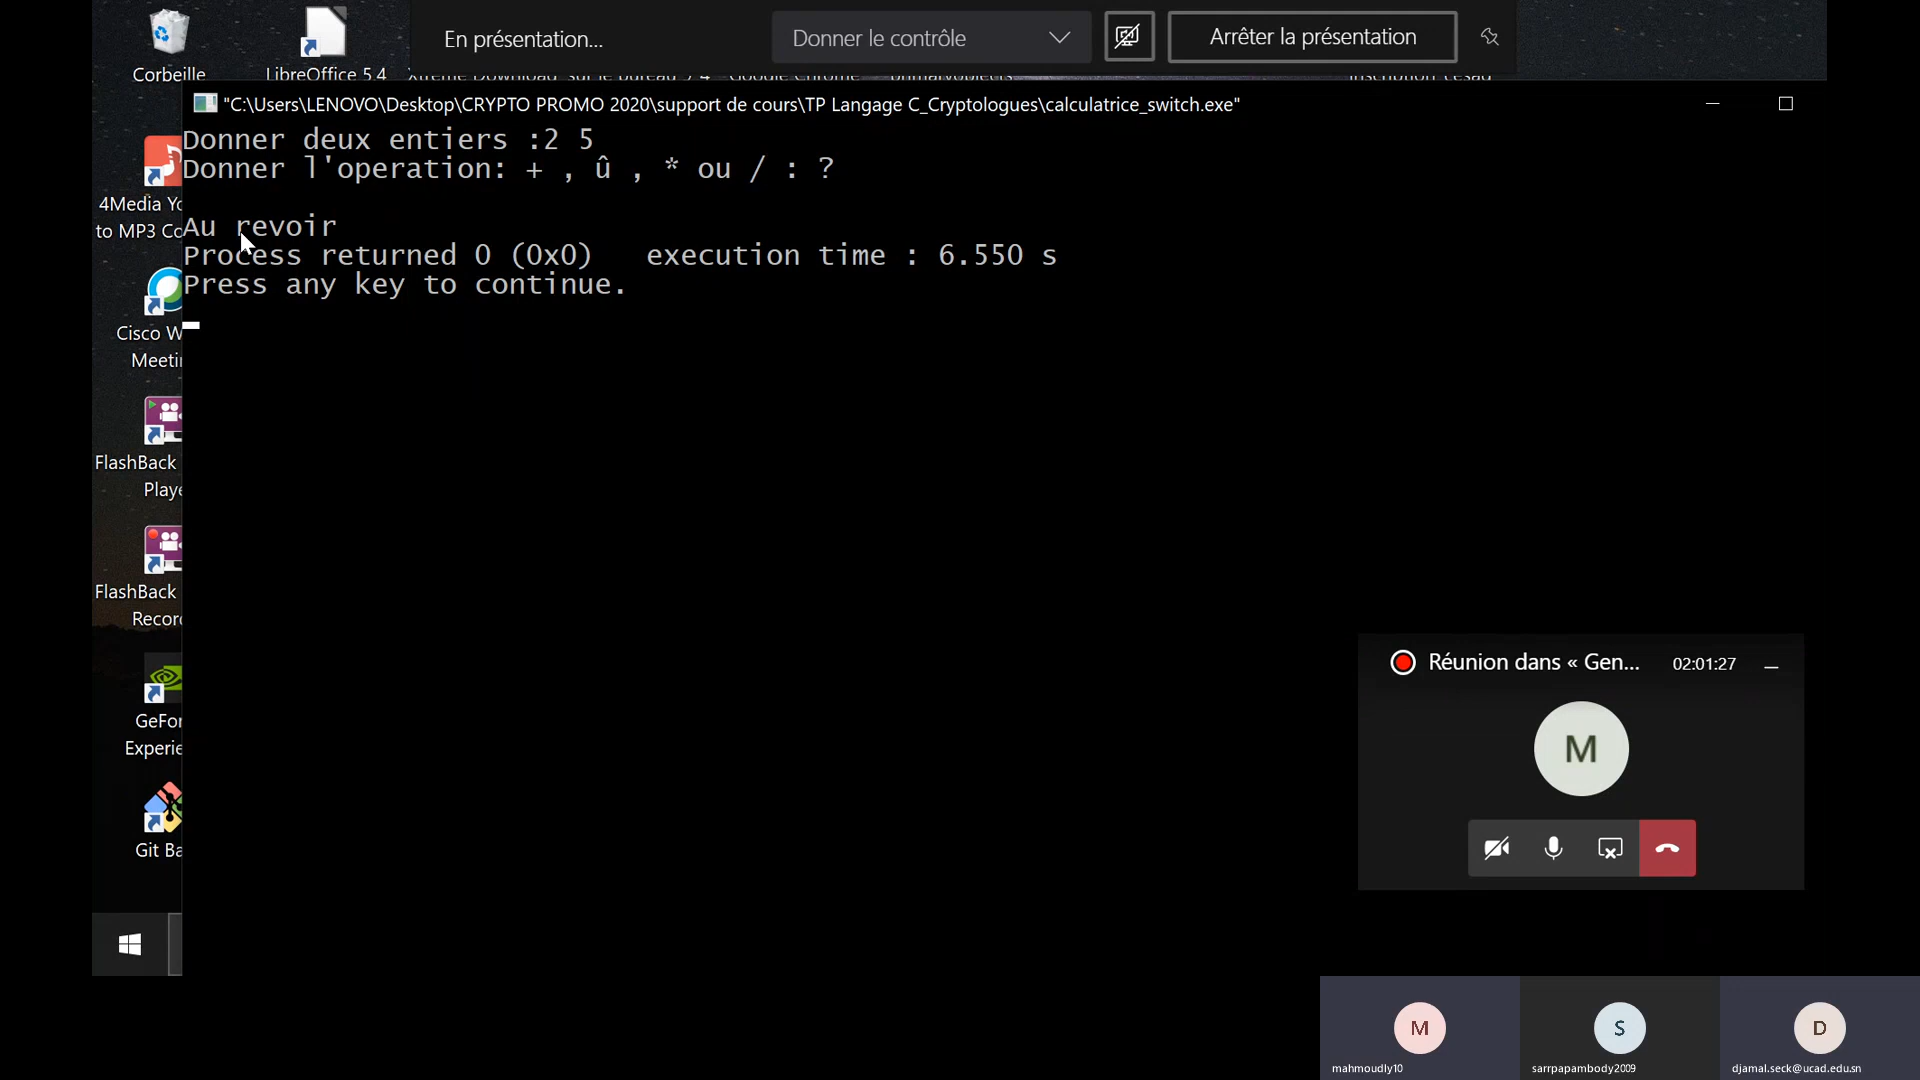 En présentation...
Donner le contrôle
Arrêter la présentation
Corbeille
LibreOffice 5.4
"C:\Users\LENOVO\Desktop\CRYPTO PROMO 2020\support de cours\TP Langage C_Cryptologues\calculatrice_switch.exe"
Donner deux entiers :2 5
Donner l'operation: + , û , * ou / : ?
Au revoir
Process returned 0 (0x0)   execution time : 6.550 s
Press any key to continue.
4Media Yo
to MP3 Co
Cisco W
Meetin
FlashBack
Playe
FlashBack
Record
GeFor
Experie
Git Ba
Réunion dans « Gen...
02:01:27
M
M
S
D
mahmoudly10
sarrpapambody2009
djamal.seck@ucad.edu.sn